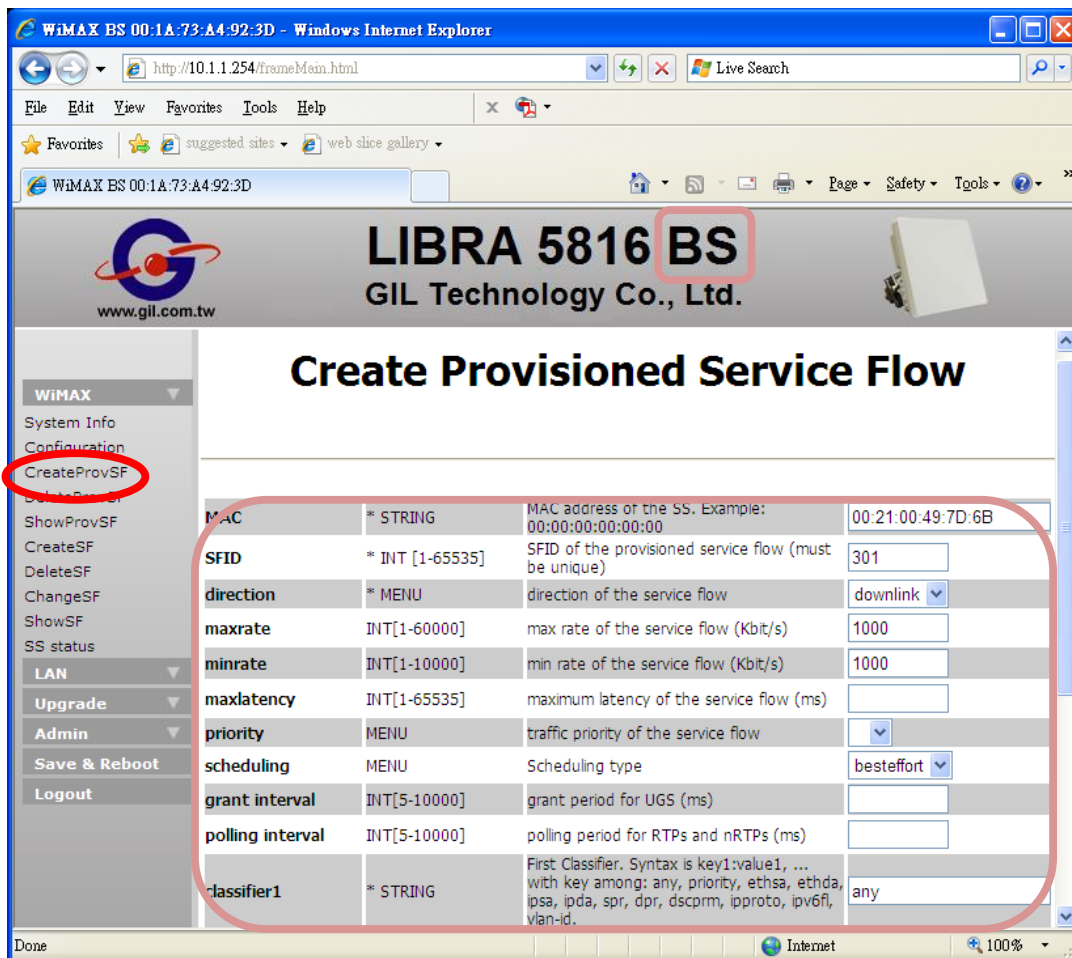 WiMAX BS 00:1A:73:A4:92:3D - Windows Internet Explorer
http://10.1.1.254/frameMain.html
Live Search
File Edit View Favorites Tools Help
Favorites suggested sites web slice gallery
WiMAX BS 00:1A:73:A4:92:3D
Page Safety Tools
www.gil.com.tw
LIBRA 5816 BS
GIL Technology Co., Ltd.
WiMAX
System Info
Configuration
CreateProvSF
DeleteProvSF
ShowProvSF
CreateSF
DeleteSF
ChangeSF
ShowSF
SS status
LAN
Upgrade
Admin
Save & Reboot
Logout
Create Provisioned Service Flow
MAC * STRING MAC address of the SS. Example: 00:00:00:00:00:00 00:21:00:49:7D:6B
SFID * INT [1-65535] SFID of the provisioned service flow (must be unique) 301
direction * MENU direction of the service flow downlink
maxrate INT[1-60000] max rate of the service flow (Kbit/s) 1000
minrate INT[1-10000] min rate of the service flow (Kbit/s) 1000
maxlatency INT[1-65535] maximum latency of the service flow (ms)
priority MENU traffic priority of the service flow
scheduling MENU Scheduling type besteffort
grant interval INT[5-10000] grant period for UGS (ms)
polling interval INT[5-10000] polling period for RTPs and nRTPs (ms)
classifier1 * STRING First Classifier. Syntax is key1:value1, ... with key among: any, priority, ethsa, ethda, ipsa, ipda, spr, dpr, dscprm, ipproto, ipv6fl, vlan-id. any
Done Internet 100%